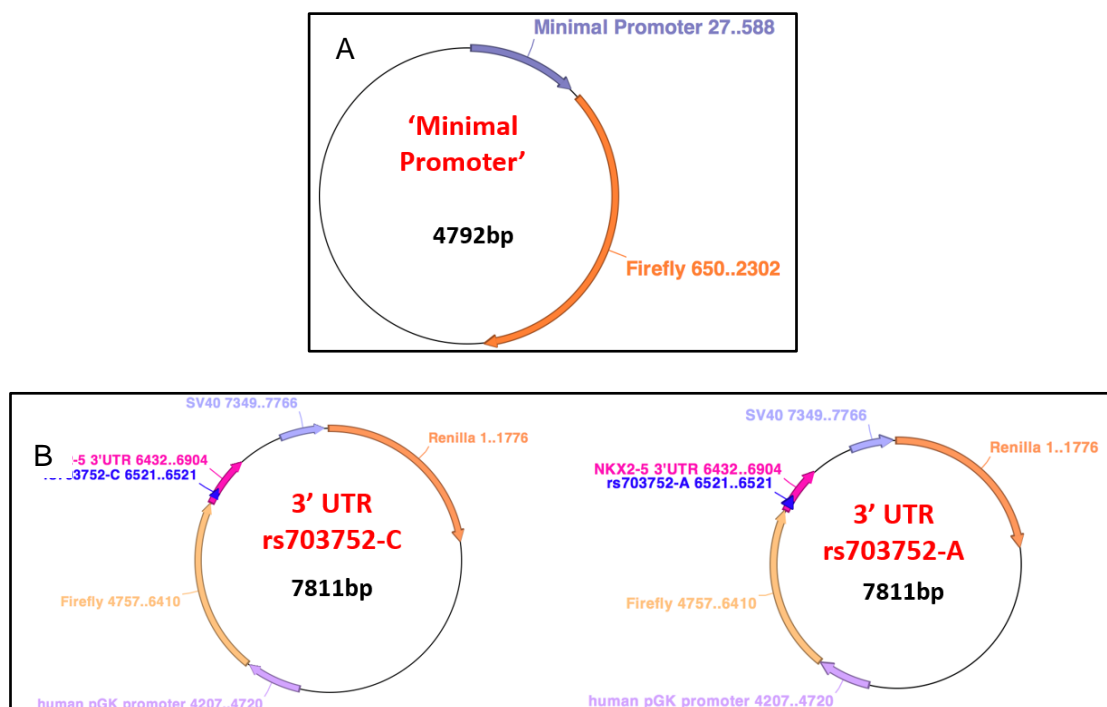 A
Minimal Promoter 27..588
‘Minimal
Promoter’
4792bp
Firefly 650..2302
B
SV40 7349..7766
Renilla 1..1776
-5 3'UTR 6432..6904
03752-C 6521..6521
3’ UTR
rs703752-C
7811bp
Firefly 4757..6410
human pGK promoter 4207..4720
SV40 7349..7766
Renilla 1..1776
NKX2-5 3'UTR 6432..6904
rs703752-A 6521..6521
3’ UTR
rs703752-A
7811bp
Firefly 4757..6410
human pGK promoter 4207..4720